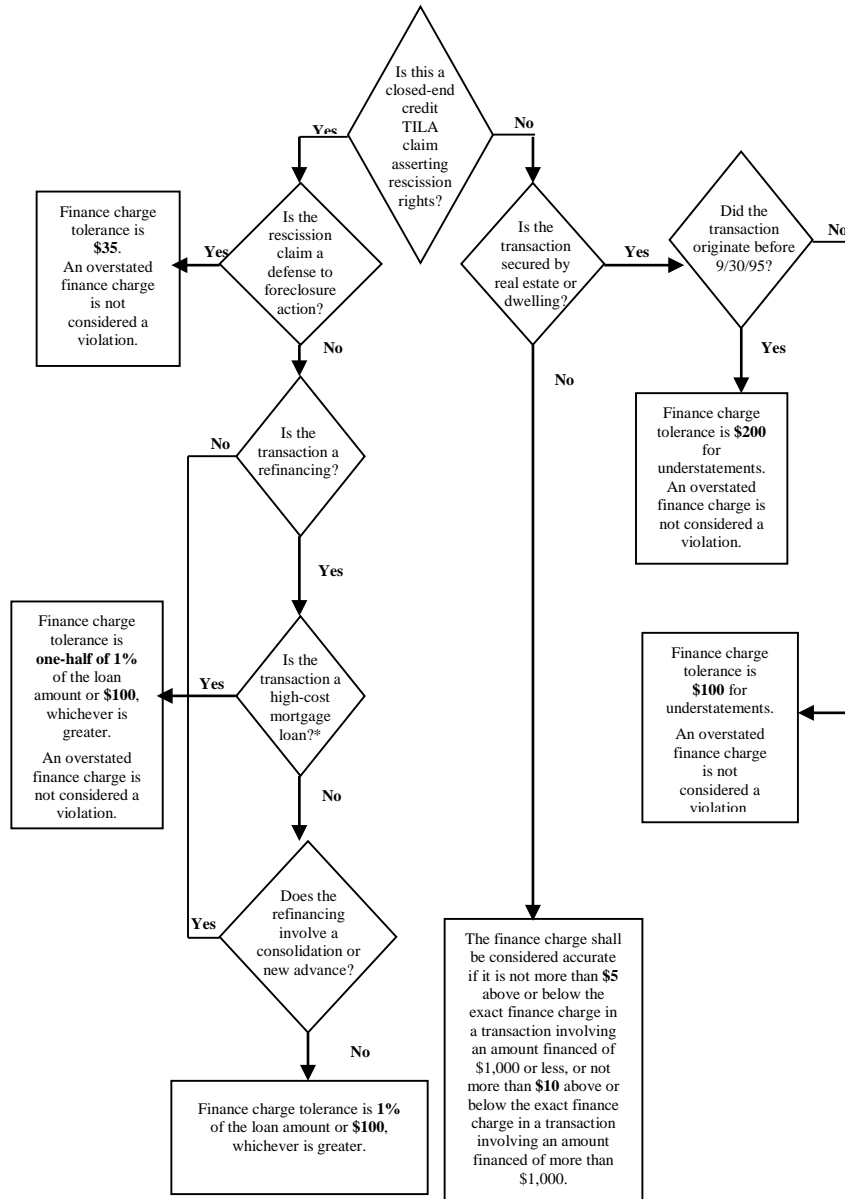 Is this a
closed-end
credit
TILA
claim
asserting
rescission
rights?
Yes
No
Is the
rescission
claim a
defense to
foreclosure
action?
Yes
Finance charge
tolerance is
$35.
An overstated
finance charge
is not
considered a
violation.
No
Is the
transaction
secured by
real estate or
dwelling?
Yes
No
Did the
transaction
originate before
9/30/95?
No
Yes
Finance charge
tolerance is $200
for
understatements.
An overstated
finance charge is
not considered a
violation.
Is the
transaction a
refinancing?
No
Yes
Finance charge
tolerance is
one-half of 1%
of the loan
amount or $100,
whichever is
greater.
An overstated
finance charge is
not considered a
violation.
Is the
transaction a
high-cost
mortgage
loan?*
Yes
No
Finance charge
tolerance is
$100 for
understatements.
An overstated
finance charge
is not
considered a
violation
Does the
refinancing
involve a
consolidation or
new advance?
Yes
No
Finance charge tolerance is 1%
of the loan amount or $100,
whichever is greater.
The finance charge shall
be considered accurate
if it is not more than $5
above or below the
exact finance charge in
a transaction involving
an amount financed of
$1,000 or less, or not
more than $10 above or
below the exact finance
charge in a transaction
involving an amount
financed of more than
$1,000.